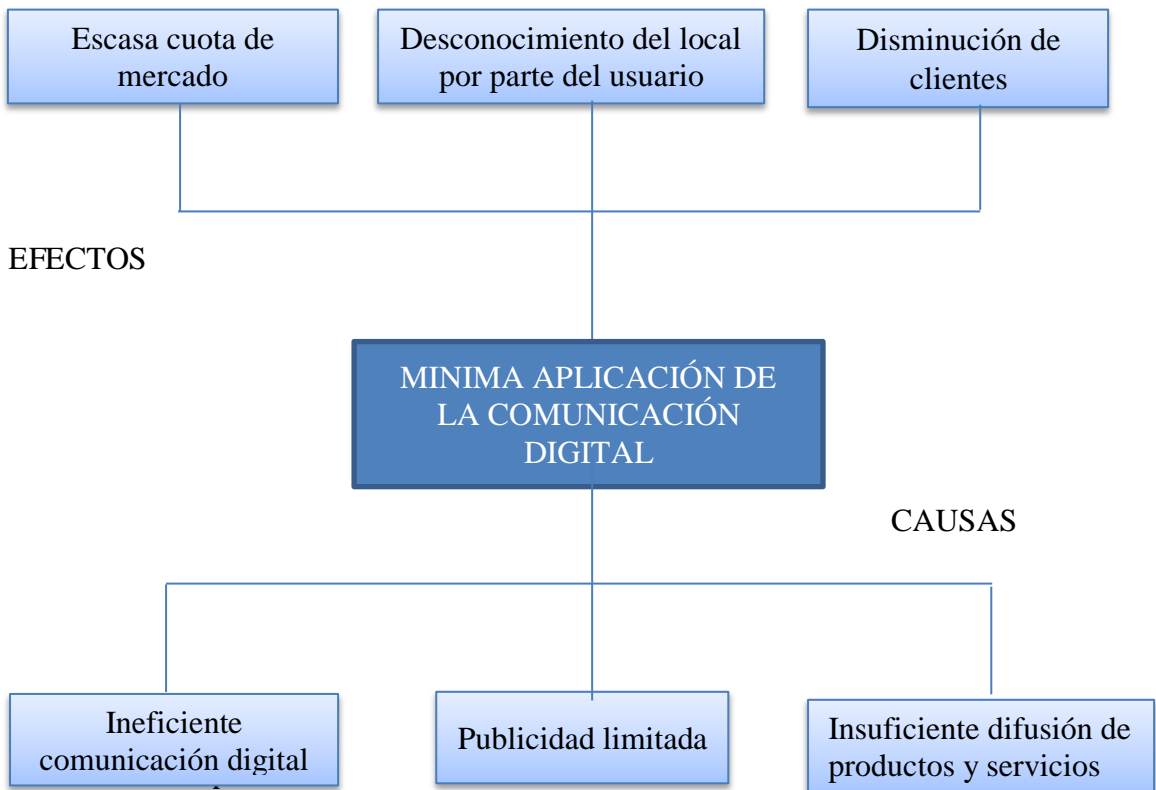 Escasa cuota de
mercado
Desconocimiento del local
por parte del usuario
Disminución de
clientes
EFECTOS
MINIMA APLICACIÓN DE
LA COMUNICACIÓN
DIGITAL
CAUSAS
Ineficiente
comunicación digital
Publicidad limitada
Insuficiente difusión de
productos y servicios